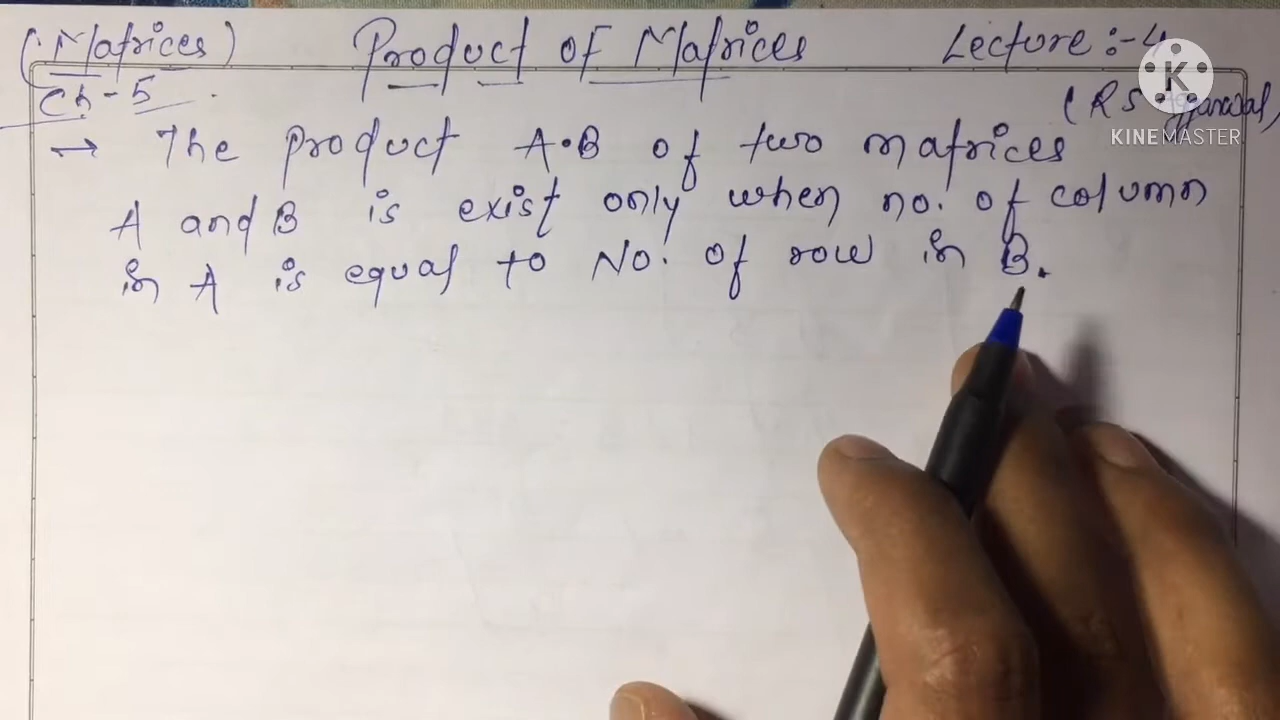 (Matrices) Product of Matrices Lecture:-4
Ch-5
(RS Aggarwal)
KINEMASTER
→ The product A•B of two matrices
A and B is exist only when no. of column
in A is equal to No. of row in B.